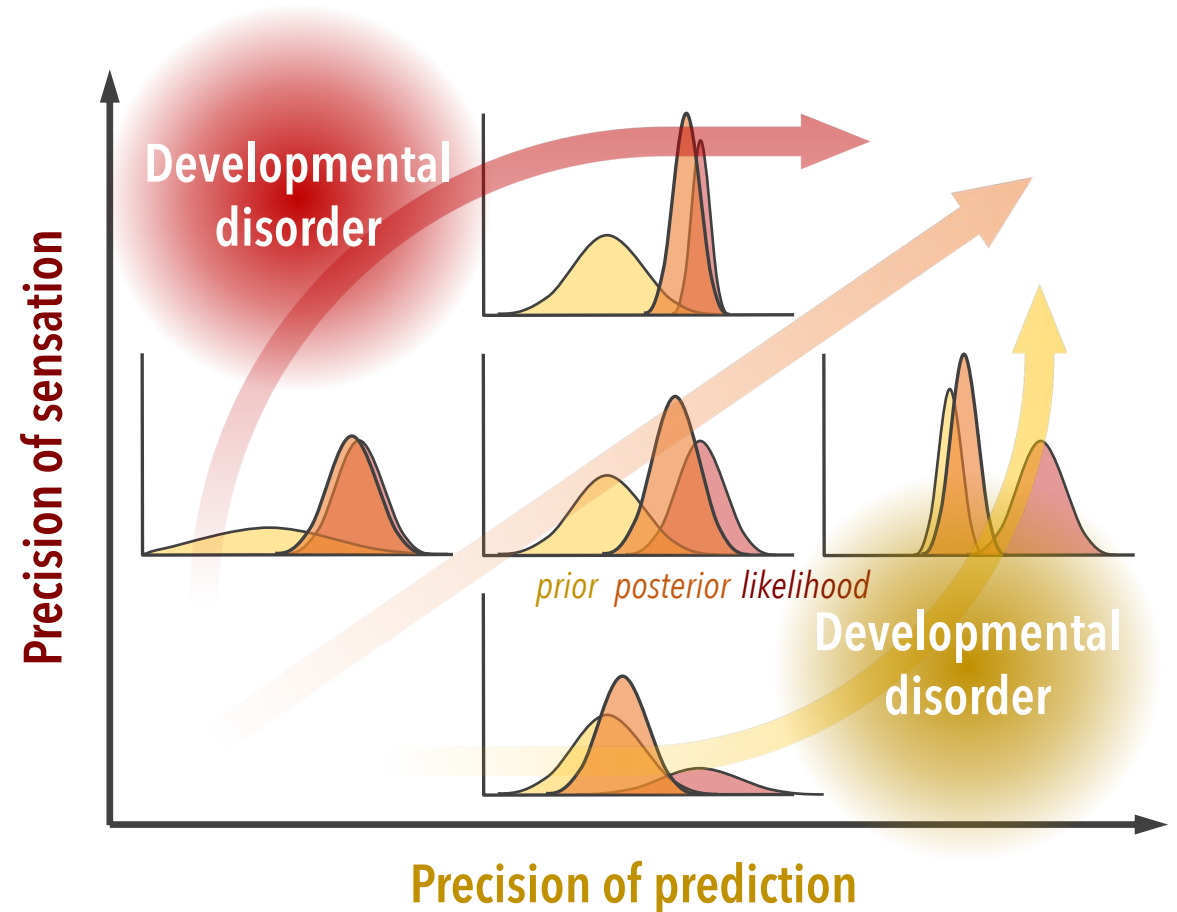 Developmental
disorder
Precision of sensation
prior posterior likelihood
Developmental
disorder
Precision of prediction